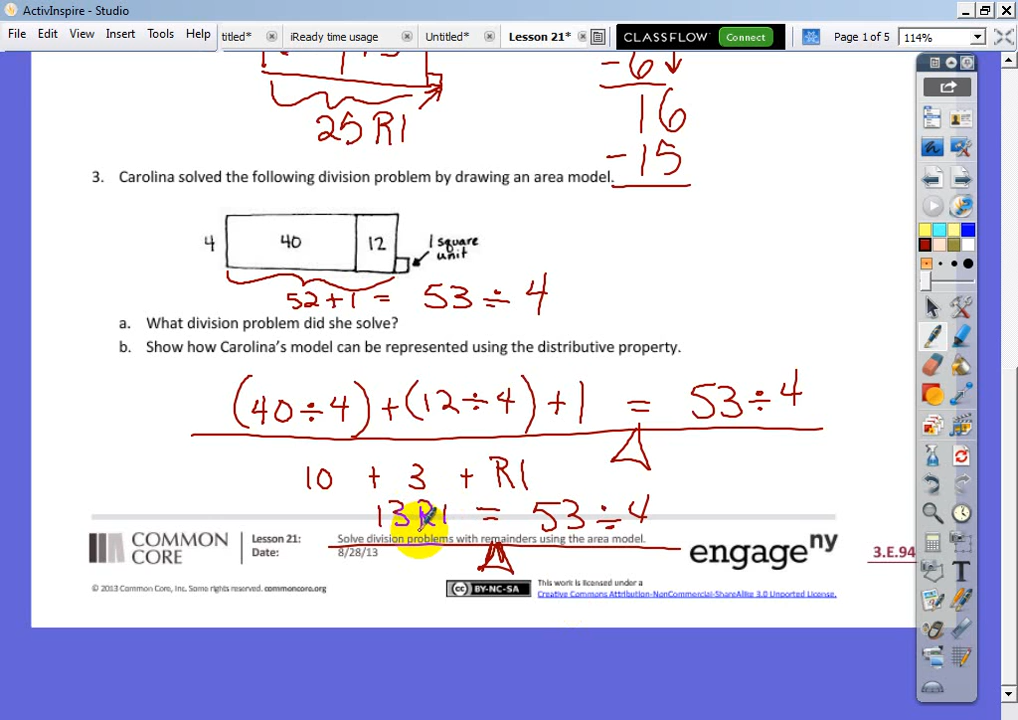 ActivInspire - Studio
File Edit View Insert Tools Help titled* iReady time usage Untitled* Lesson 21* CLASSFLOW Connect Page 1 of 5 114%
- 6
25 R1
16
- 15
3. Carolina solved the following division problem by drawing an area model.
4 40 12 1 square unit
52 + 1 = 53 ÷ 4
a. What division problem did she solve?
b. Show how Carolina's model can be represented using the distributive property.
(40 ÷ 4) + (12 ÷ 4) + 1 = 53 ÷ 4
10 + 3 + R1
13R1 = 53 ÷ 4
COMMON CORE
Lesson 21: Solve division problems with remainders using the area model.
Date: 8/28/13
engageny
3.E.94
© 2013 Common Core, Inc. Some rights reserved. commoncore.org
cc BY-NC-SA
This work is licensed under a
Creative Commons Attribution-NonCommercial-ShareAlike 3.0 Unported License.